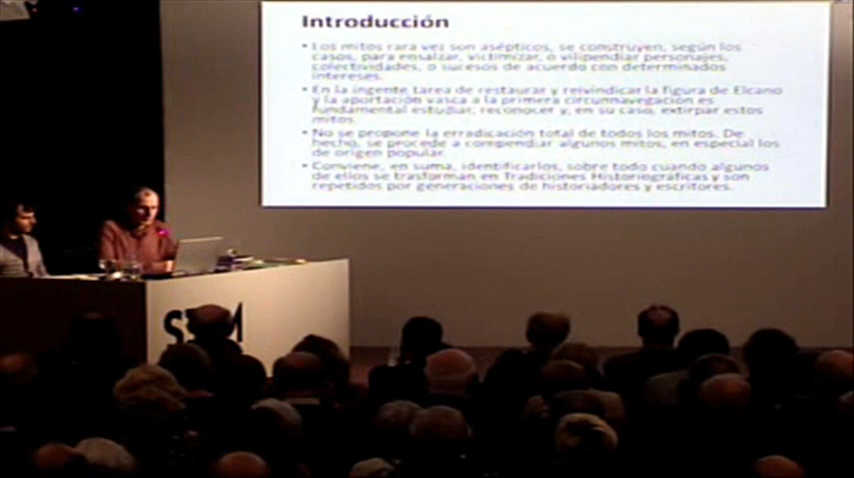 Introducción
• Los mitos rara vez son asépticos, se construyen, según los
casos, para ensalzar, victimizar, o vilipendiar personajes,
colectividades, o sucesos de acuerdo con determinados
intereses.
• En la ingente tarea de restaurar y reivindicar la figura de Elcano
y la aportación vasca a la primera circunnavegación es
fundamental estudiar, reconocer y, en su caso, extirpar estos
mitos.
• No se propone la erradicación total de todos los mitos. De
hecho, se procede a compendiar algunos mitos, en especial los
de origen popular.
• Conviene, en suma, identificarlos, sobre todo cuando algunos
de ellos se trasforman en Tradiciones Historiográficas y son
repetidos por generaciones de historiadores y escritores.